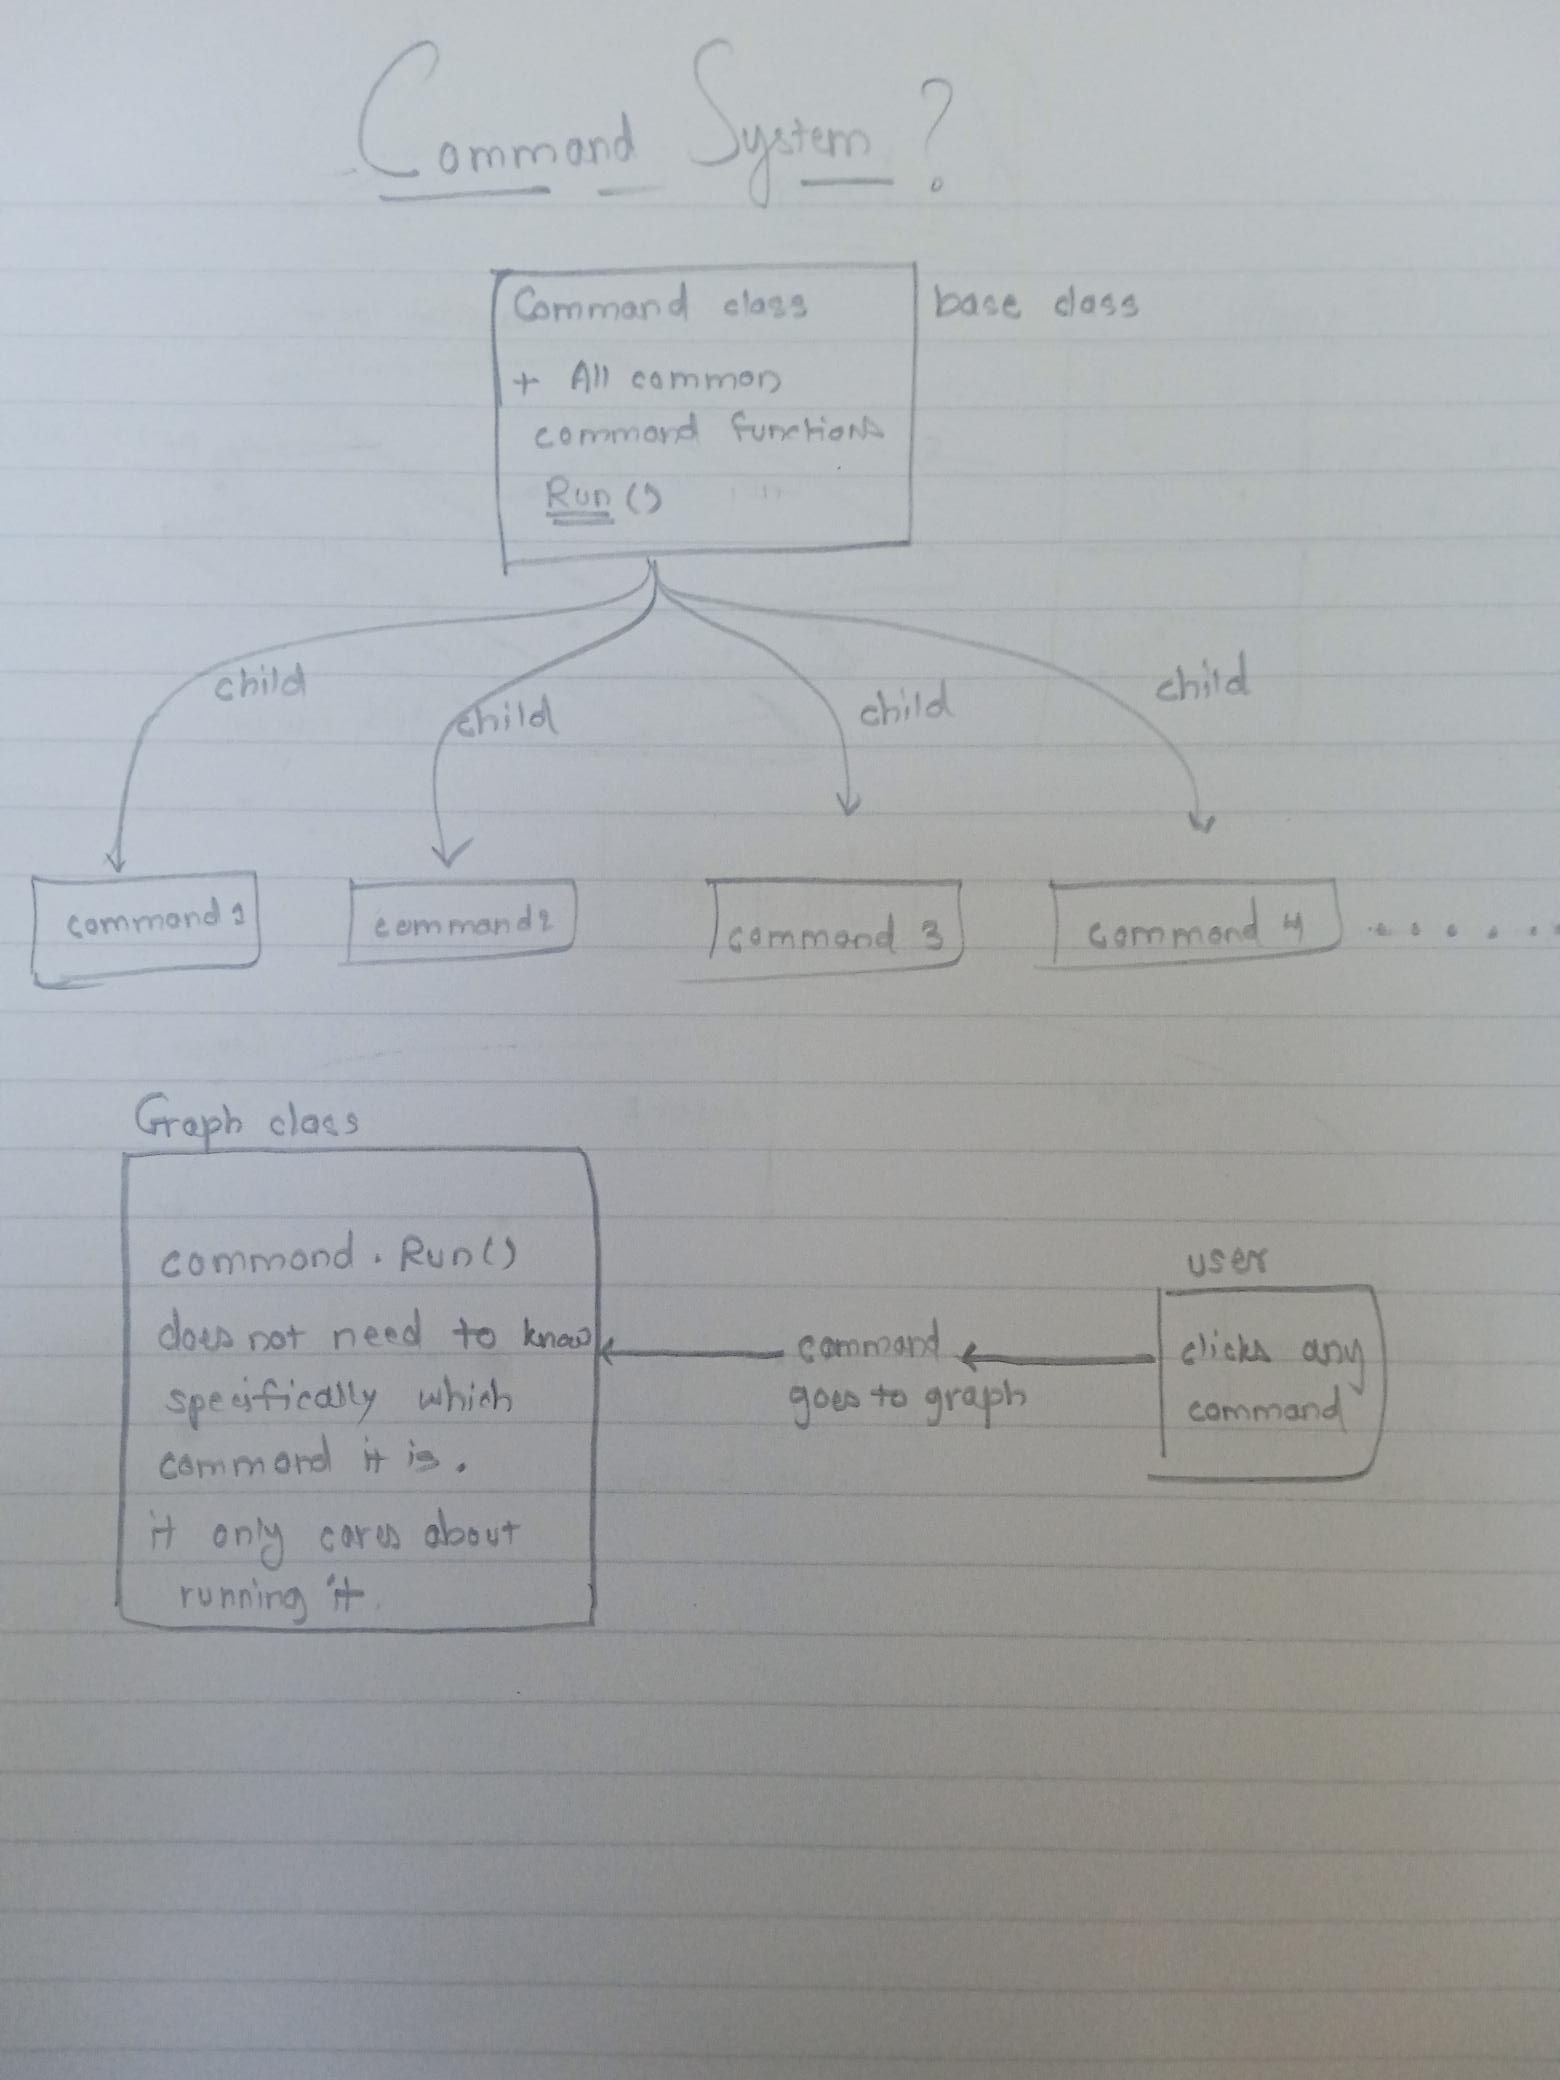 Command System?
Command class
base class
+ All common
command functions
Run ()
child
child
child
child
command 1
command 2
command 3
command 4 . . . . . .
Graph class
command . Run()
does not need to know
specifically which
command it is.
it only cares about
running it.
command
goes to graph
user
clicks any
command